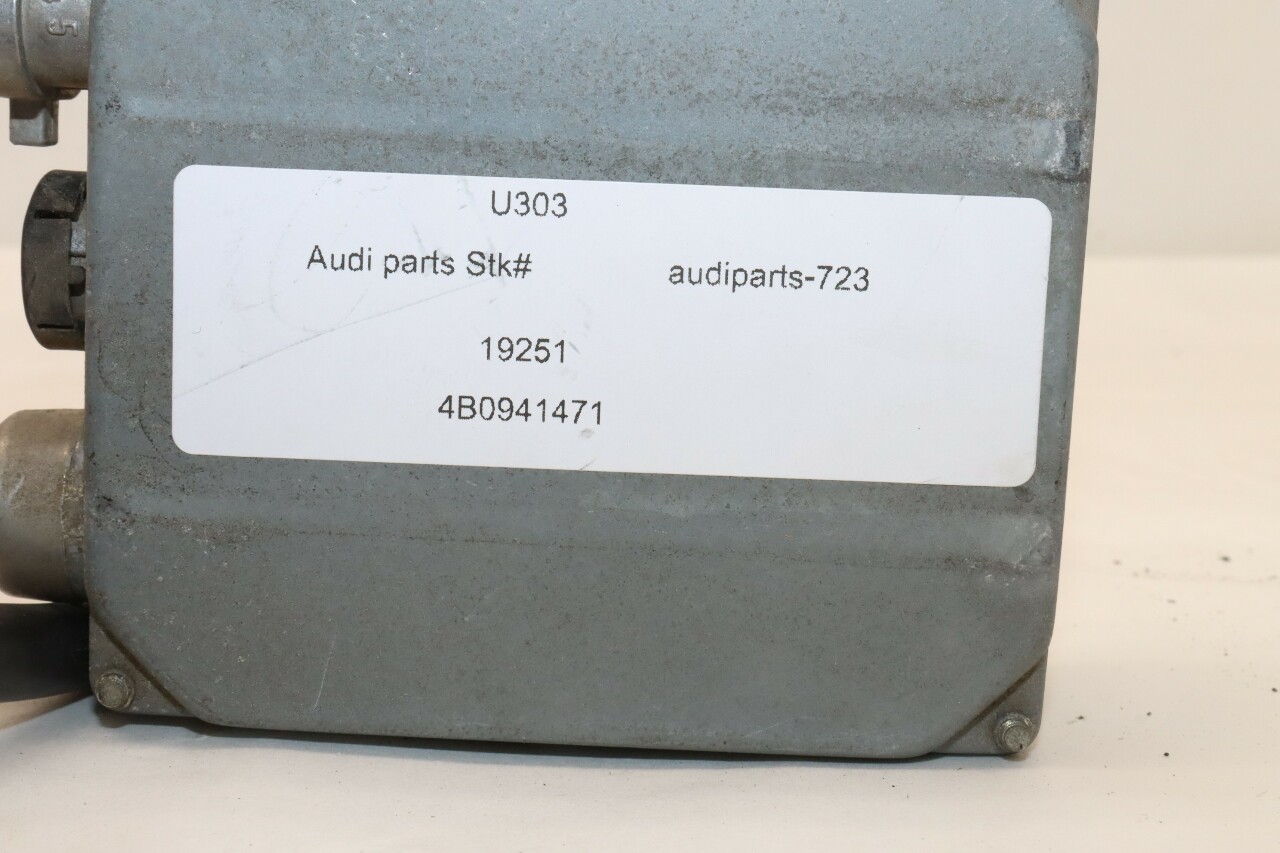 U303
Audi parts Stk# audiparts-723
19251
4B0941471